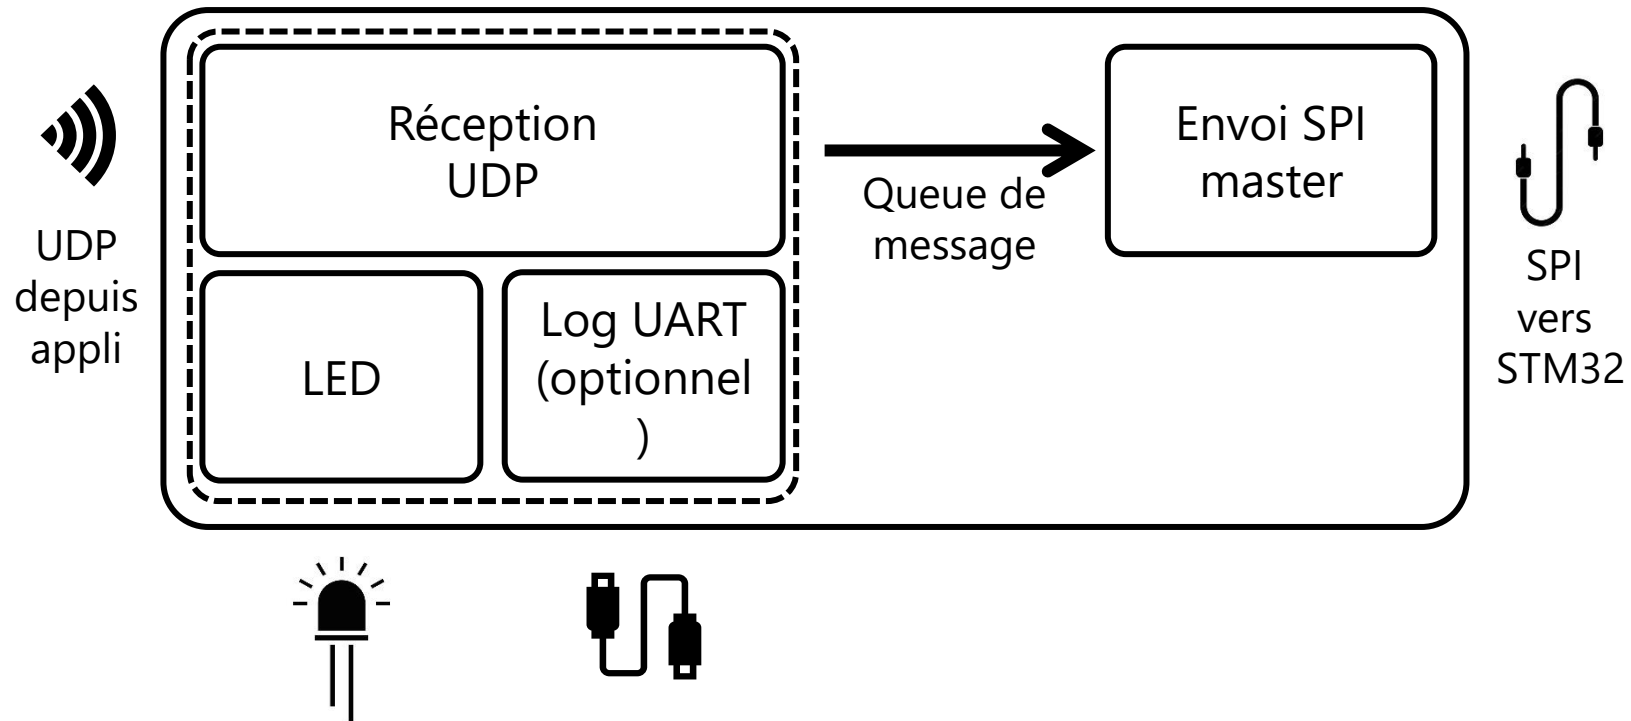 Réception
UDP
Envoi SPI
master
Queue de
message
UDP
depuis
appli
LED
Log UART
(optionnel
)
SPI
vers
STM32